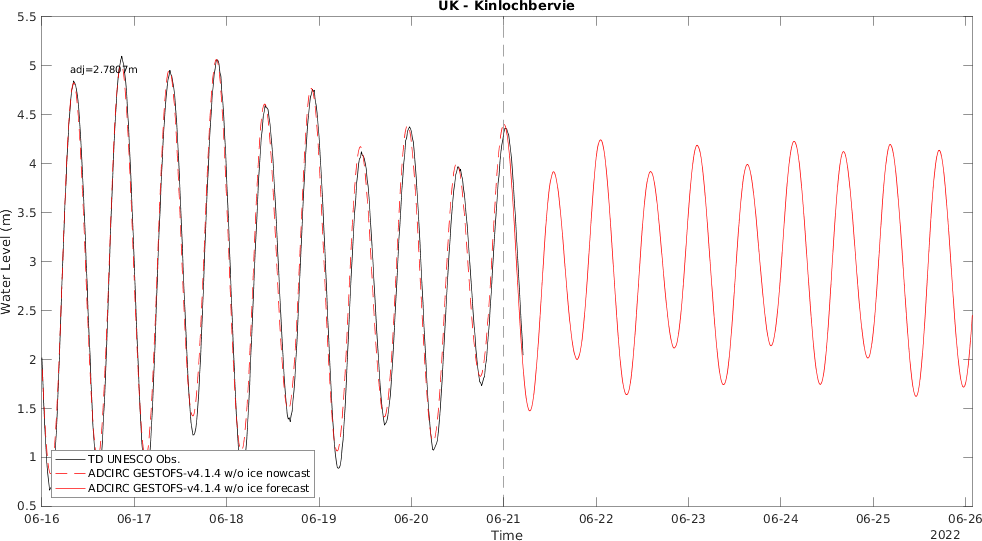 UK - Kinlochbervie
5.5
5
4.5
4
3.5
3
2.5
2
1.5
1
0.5
Water Level (m)
adj=2.7807m
TD UNESCO Obs.
ADCIRC GESTOFS-v4.1.4 w/o ice nowcast
ADCIRC GESTOFS-v4.1.4 w/o ice forecast
06-16 06-17 06-18 06-19 06-20 06-21 06-22 06-23 06-24 06-25 06-26
Time
2022